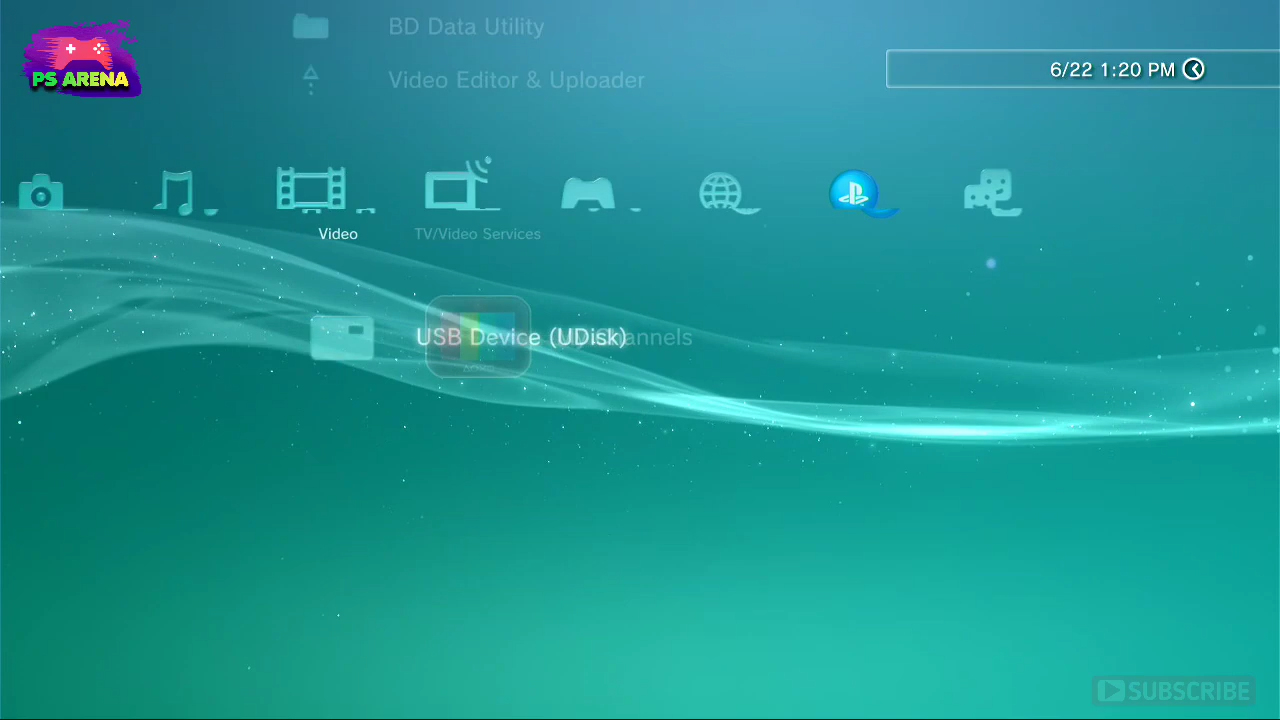 BD Data Utility
Video Editor & Uploader
PS ARENA
6/22 1:20 PM
Video
TV/Video Services
USB Device (UDisk)
SUBSCRIBE